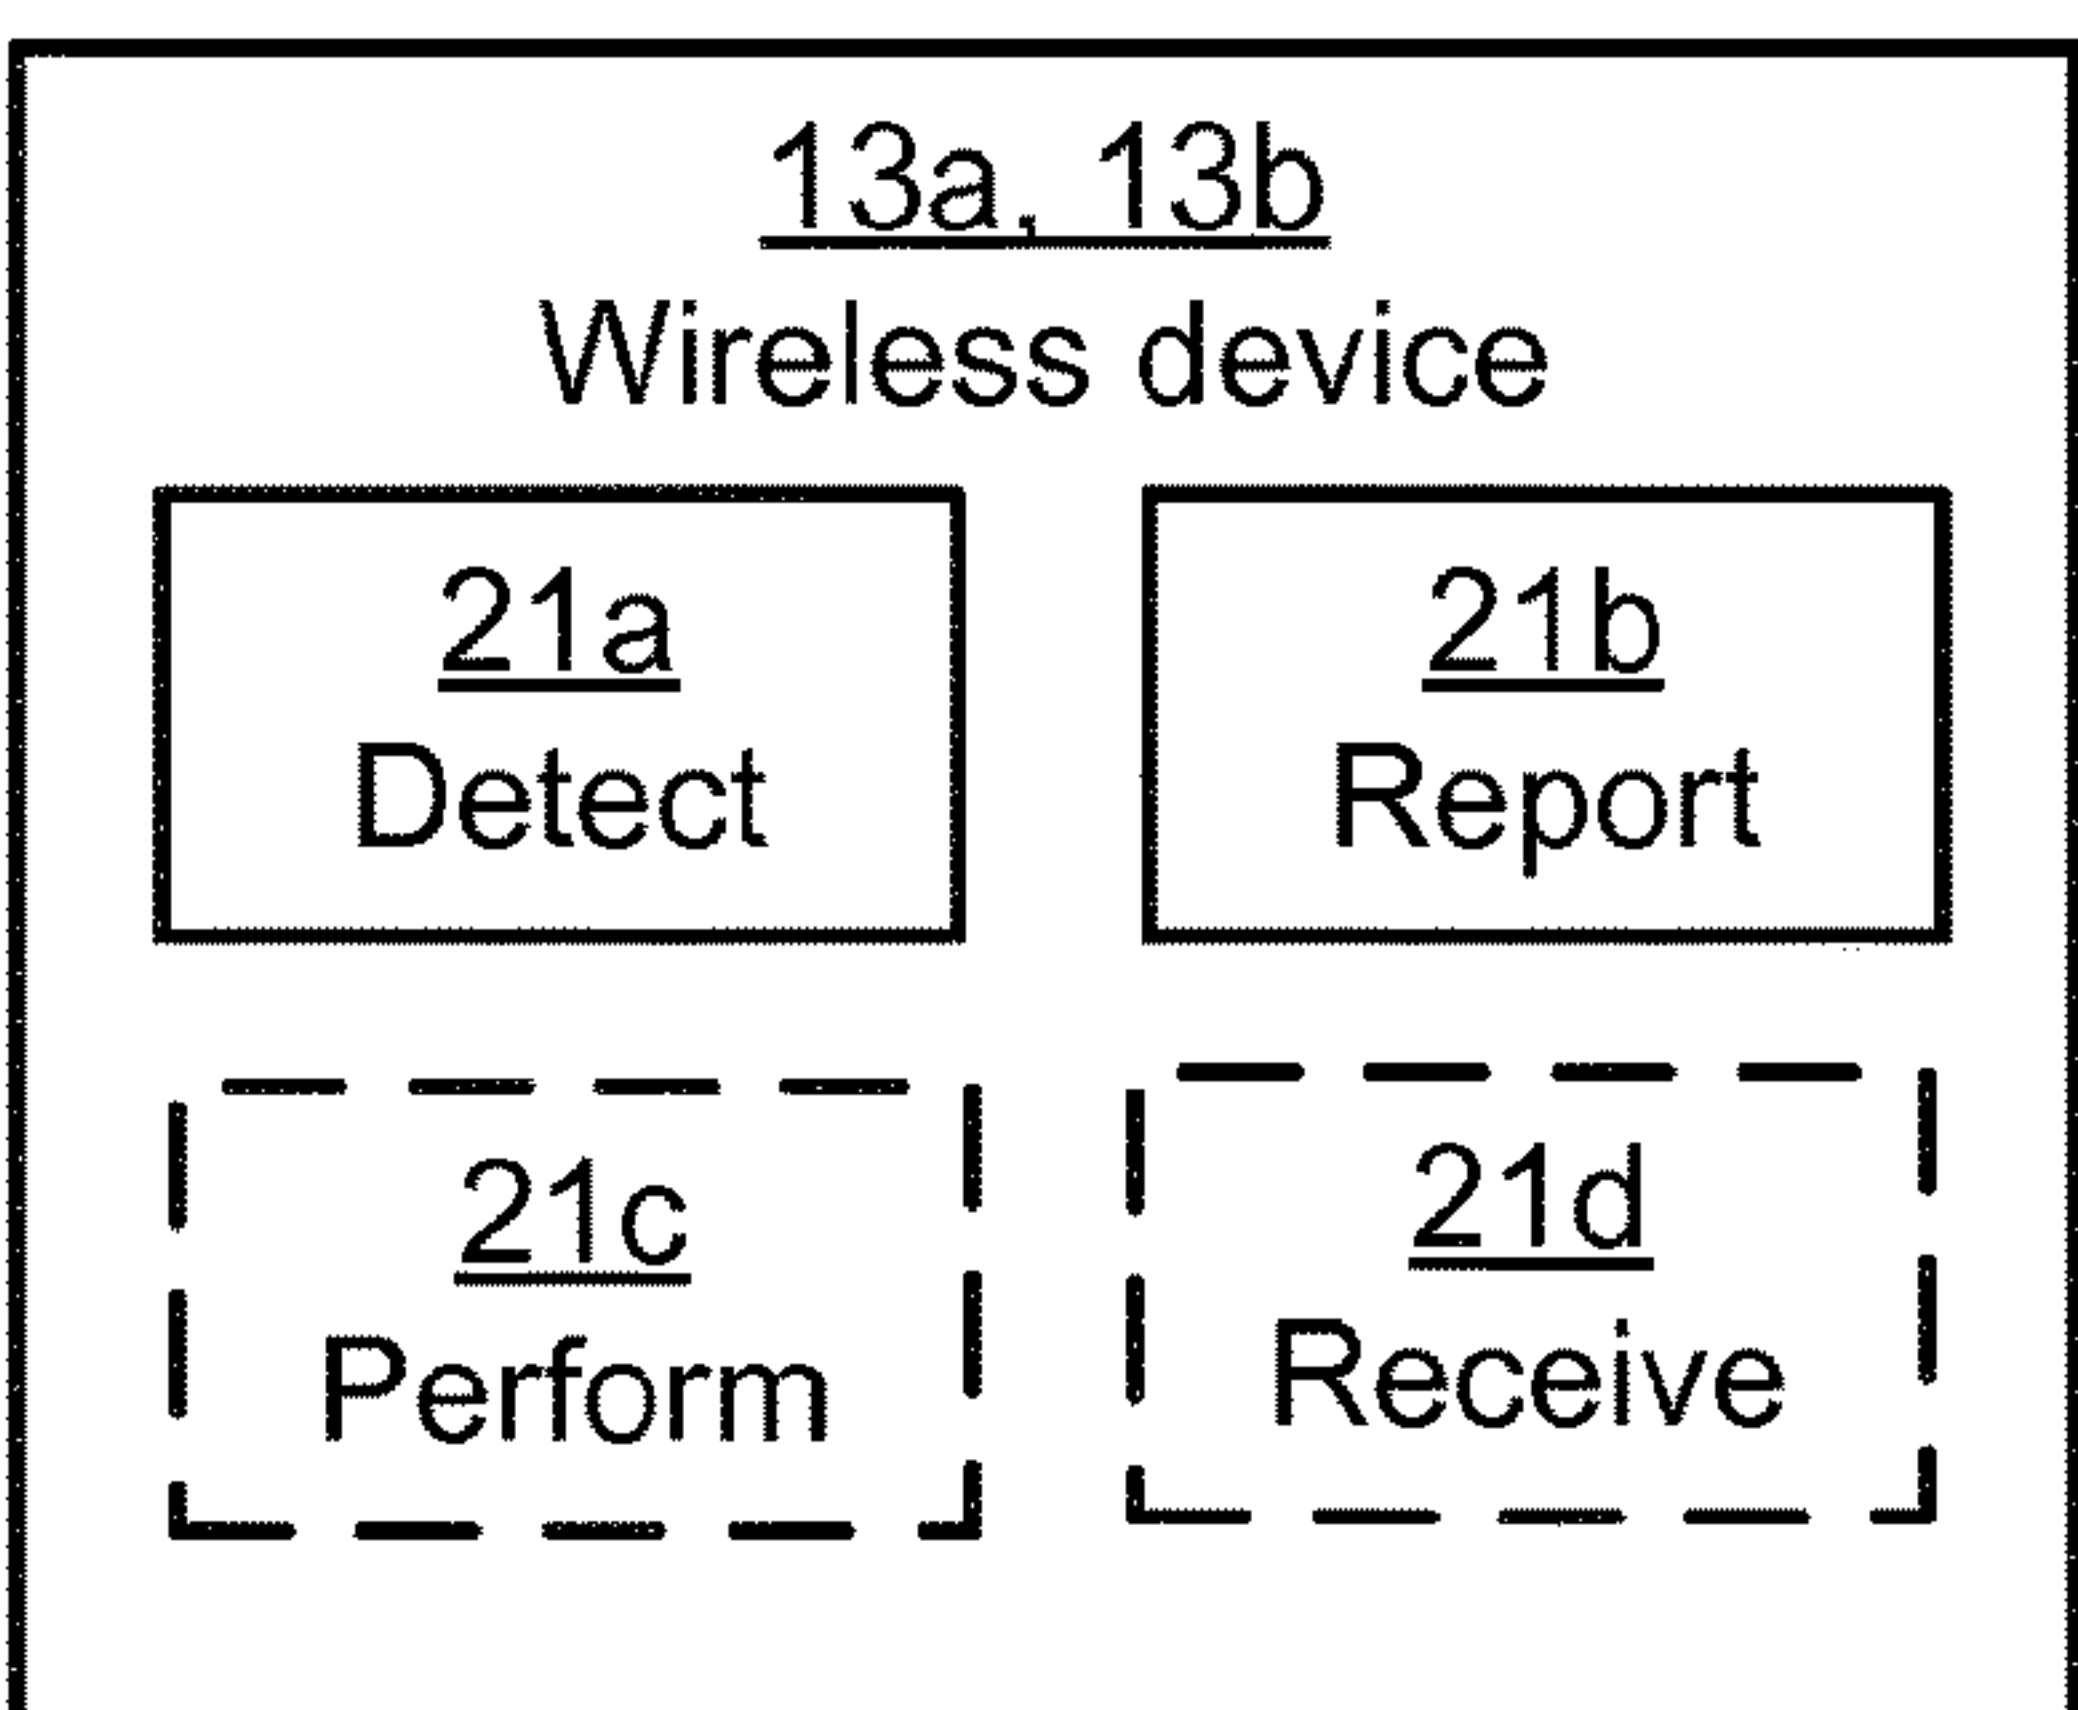 13a, 13b
Wireless device
21a
Detect
21b
Report
21c
Perform
21d
Receive